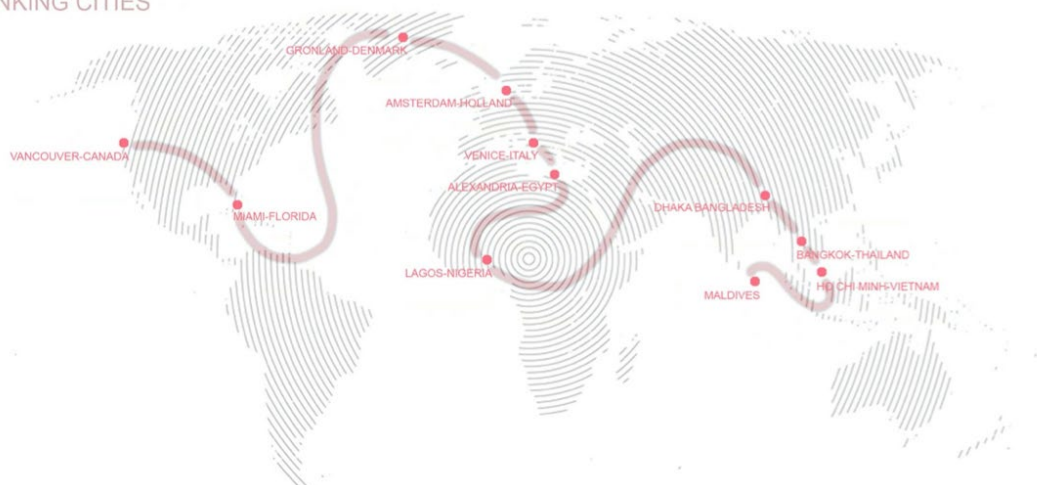 NKING CITIES
GRONLAND-DENMARK
AMSTERDAM-HOLLAND
VANCOUVER-CANADA
VENICE-ITALY
ALEXANDRIA-EGYPT
MIAMI-FLORIDA
DHAKA BANGLADESH
BANGKOK-THAILAND
LAGOS-NIGERIA
HO CHI MINH-VIETNAM
MALDIVES